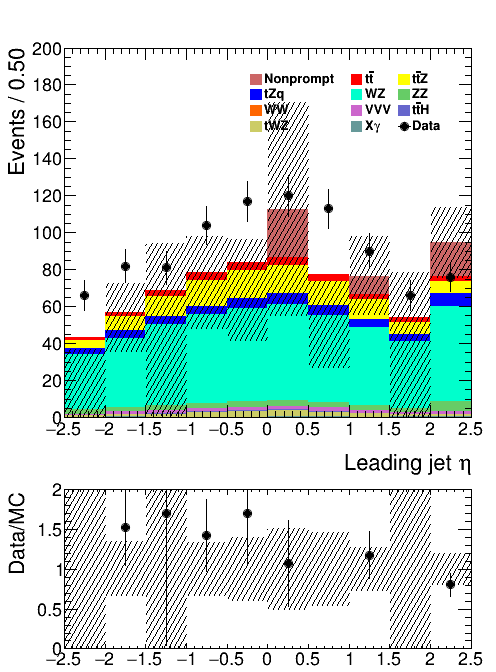 Events / 0.50
200
180
160
140
120
100
80
60
40
20
0
Nonprompt tt̄ tt̄Z
tZq WZ ZZ
WW VVV tt̄H
tWZ Xγ Data
−2.5 −2 −1.5 −1 −0.5 0 0.5 1 1.5 2 2.5
Leading jet η
Data/MC
2
1.5
1
0.5
0
−2.5 −2 −1.5 −1 −0.5 0 0.5 1 1.5 2 2.5